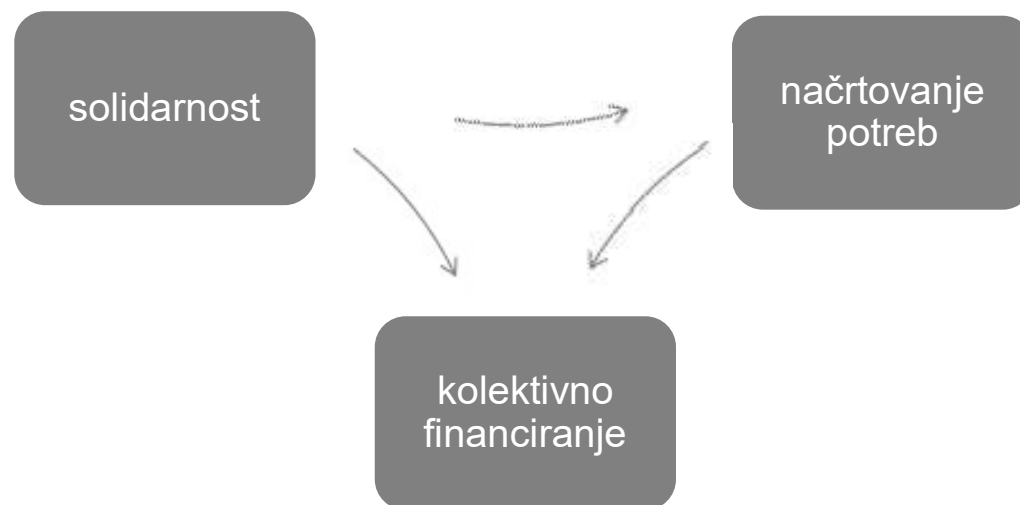 solidarnost
načrtovanje
potreb
kolektivno
financiranje